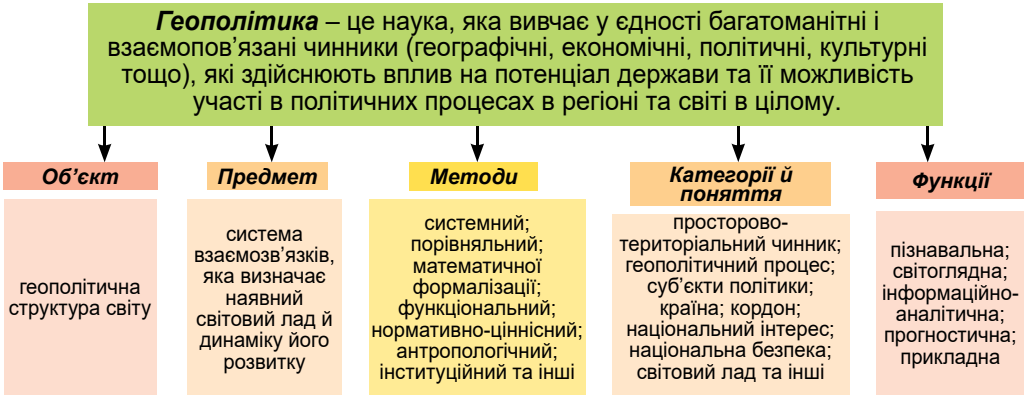 Геополітика – це наука, яка вивчає у єдності багатоманітні і
взаємопов’язані чинники (географічні, економічні, політичні, культурні
тощо), які здійснюють вплив на потенціал держави та її можливість
участі в політичних процесах в регіоні та світі в цілому.
Об’єкт
геополітична
структура світу
Предмет
система
взаємозв’язків,
яка визначає
наявний
світовий лад й
динаміку його
розвитку
Методи
системний;
порівняльний;
математичної
формалізації;
функціональний;
нормативно-ціннісний;
антропологічний;
інституційний та інші
Категорії й
поняття
просторово-
територіальний чинник;
геополітичний процес;
суб’єкти політики;
країна; кордон;
національний інтерес;
національна безпека;
світовий лад та інші
Функції
пізнавальна;
світоглядна;
інформаційно-
аналітична;
прогностична;
прикладна